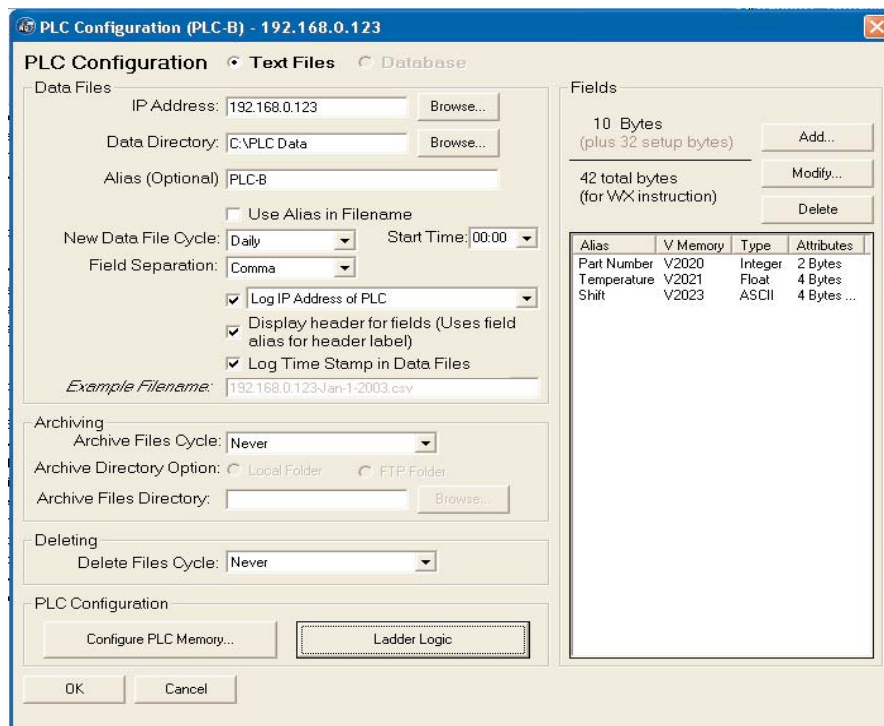 PLC Configuration (PLC-B) - 192.168.0.123
PLC Configuration Text Files Database
Data Files
IP Address: 192.168.0.123 Browse...
Data Directory: C:\PLC Data Browse...
Alias (Optional) PLC-B
Use Alias in Filename
New Data File Cycle: Daily Start Time: 00:00
Field Separation: Comma
Log IP Address of PLC
Display header for fields (Uses field
alias for header label)
Log Time Stamp in Data Files
Example Filename: 192.168.0.123-Jan-1-2003.csv
Archiving
Archive Files Cycle: Never
Archive Directory Option: Local Folder FTP Folder
Archive Files Directory: Browse...
Deleting
Delete Files Cycle: Never
PLC Configuration
Configure PLC Memory... Ladder Logic
OK Cancel
Fields
10 Bytes
(plus 32 setup bytes)
Add...
42 total bytes
(for WX instruction)
Modify...
Delete
Alias V Memory Type Attributes
Part Number V2020 Integer 2 Bytes
Temperature V2021 Float 4 Bytes
Shift V2023 ASCII 4 Bytes ...